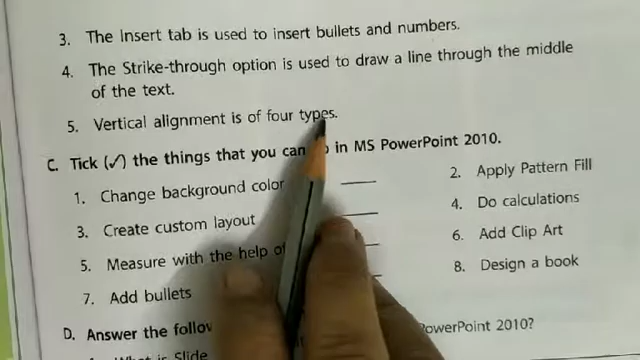 3. The Insert tab is used to insert bullets and numbers.
4. The Strike-through option is used to draw a line through the middle
of the text.
5. Vertical alignment is of four types.
C. Tick (✓) the things that you can in MS PowerPoint 2010.
1. Change background color
2. Apply Pattern Fill
3. Create custom layout
4. Do calculations
5. Measure with the help of
6. Add Clip Art
7. Add bullets
8. Design a book
D. Answer the PowerPoint 2010?
What is Slide